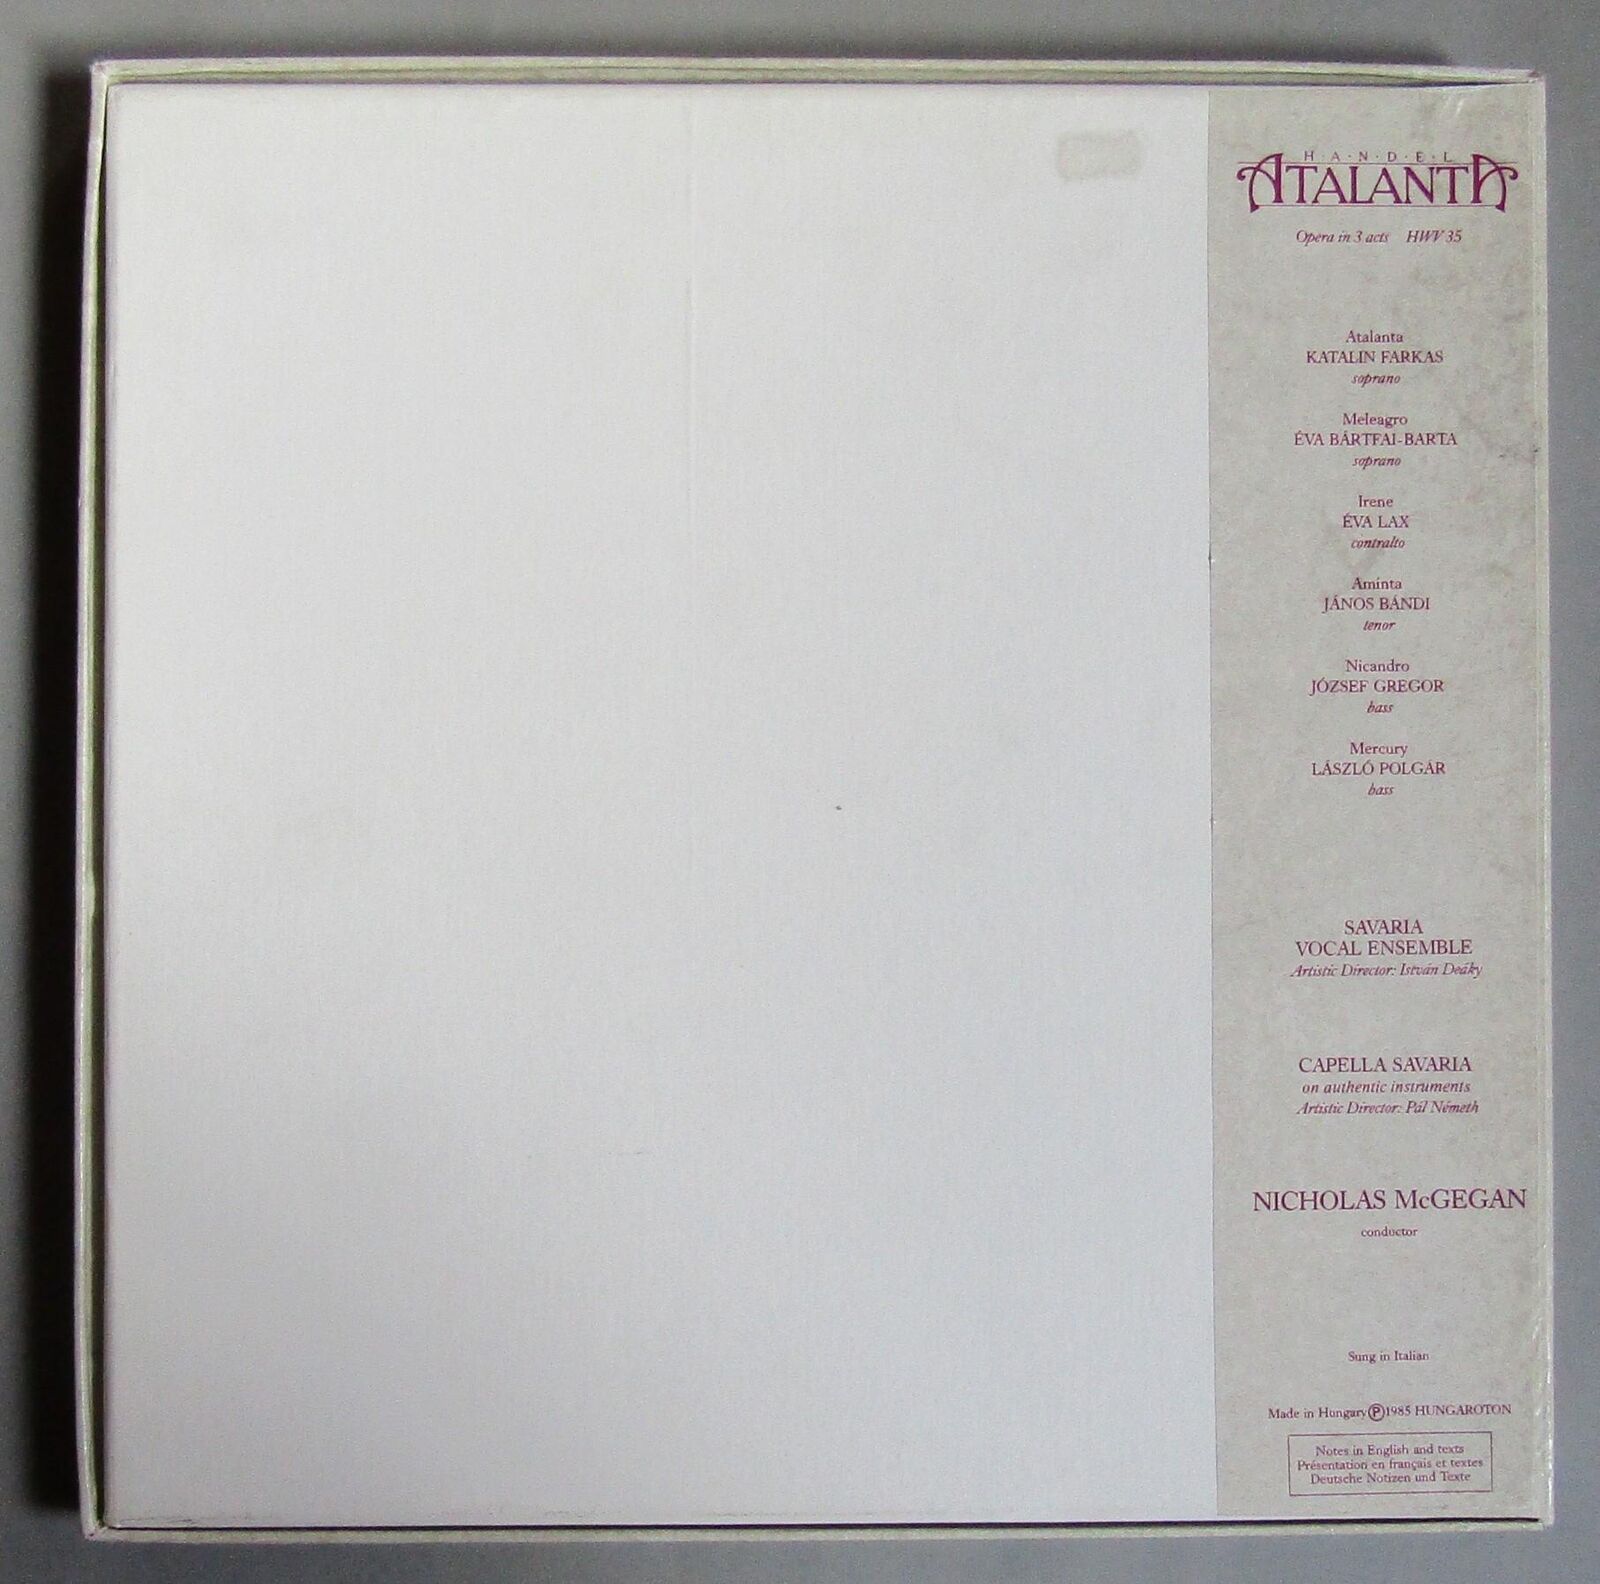 H·A·N·D·E·L
ATALANTA
Opera in 3 acts HWV 35
Atalanta
KATALIN FARKAS
soprano
Meleagro
ÉVA BÁRTFAI-BARTA
soprano
Irene
ÉVA LAX
contralto
Aminta
JÁNOS BÁNDI
tenor
Nicandro
JÓZSEF GREGOR
bass
Mercury
LÁSZLÓ POLGÁR
bass
SAVARIA
VOCAL ENSEMBLE
Artistic Director: István Deáky
CAPELLA SAVARIA
on authentic instruments
Artistic Director: Pál Németh
NICHOLAS McGEGAN
conductor
Sung in Italian
Made in Hungary Ⓟ 1985 HUNGAROTON
Notes in English and texts
Présentation en français et textes
Deutsche Notizen und Texte